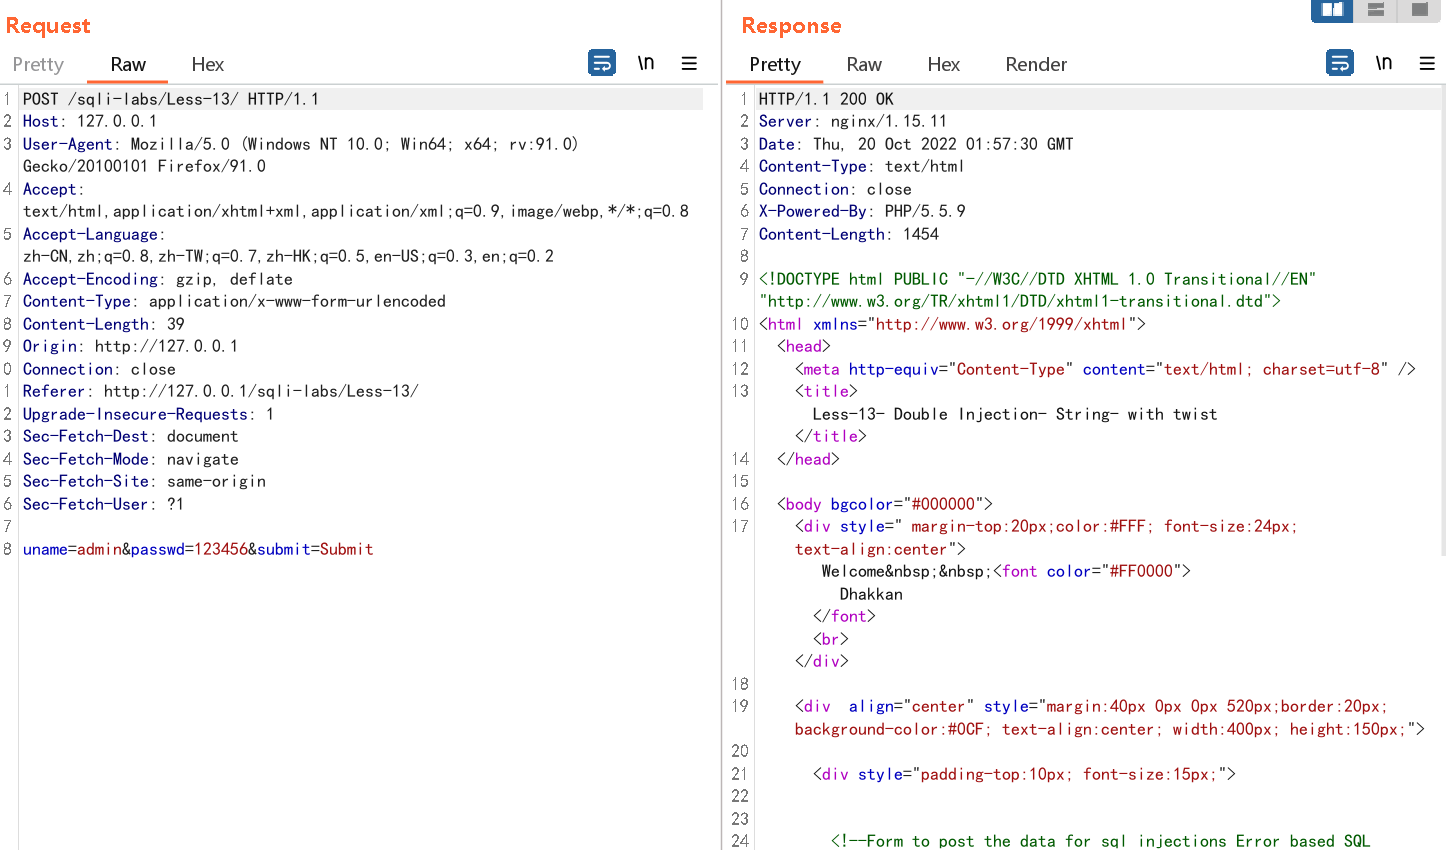 Request
Pretty Raw Hex \n
1 POST /sqli-labs/Less-13/ HTTP/1.1
2 Host: 127.0.0.1
3 User-Agent: Mozilla/5.0 (Windows NT 10.0; Win64; x64; rv:91.0)
Gecko/20100101 Firefox/91.0
4 Accept:
text/html,application/xhtml+xml,application/xml;q=0.9,image/webp,*/*;q=0.8
5 Accept-Language:
zh-CN,zh;q=0.8,zh-TW;q=0.7,zh-HK;q=0.5,en-US;q=0.3,en;q=0.2
6 Accept-Encoding: gzip, deflate
7 Content-Type: application/x-www-form-urlencoded
8 Content-Length: 39
9 Origin: http://127.0.0.1
0 Connection: close
1 Referer: http://127.0.0.1/sqli-labs/Less-13/
2 Upgrade-Insecure-Requests: 1
3 Sec-Fetch-Dest: document
4 Sec-Fetch-Mode: navigate
5 Sec-Fetch-Site: same-origin
6 Sec-Fetch-User: ?1
7
8 uname=admin&passwd=123456&submit=Submit
Response
Pretty Raw Hex Render \n
1 HTTP/1.1 200 OK
2 Server: nginx/1.15.11
3 Date: Thu, 20 Oct 2022 01:57:30 GMT
4 Content-Type: text/html
5 Connection: close
6 X-Powered-By: PHP/5.5.9
7 Content-Length: 1454
8
9 <!DOCTYPE html PUBLIC "-//W3C//DTD XHTML 1.0 Transitional//EN"
"http://www.w3.org/TR/xhtml1/DTD/xhtml1-transitional.dtd">
10 <html xmlns="http://www.w3.org/1999/xhtml">
11 <head>
12 <meta http-equiv="Content-Type" content="text/html; charset=utf-8" />
13 <title>
Less-13- Double Injection- String- with twist
</title>
14 </head>
15
16 <body bgcolor="#000000">
17 <div style=" margin-top:20px;color:#FFF; font-size:24px;
text-align:center">
Welcome&nbsp;&nbsp;<font color="#FF0000">
Dhakkan
</font>
<br>
</div>
18
19 <div  align="center" style="margin:40px 0px 0px 520px;border:20px;
background-color:#0CF; text-align:center; width:400px; height:150px;">
20
21 <div style="padding-top:10px; font-size:15px;">
22
23
24 <!--Form to post the data for sql injections Error based SQL